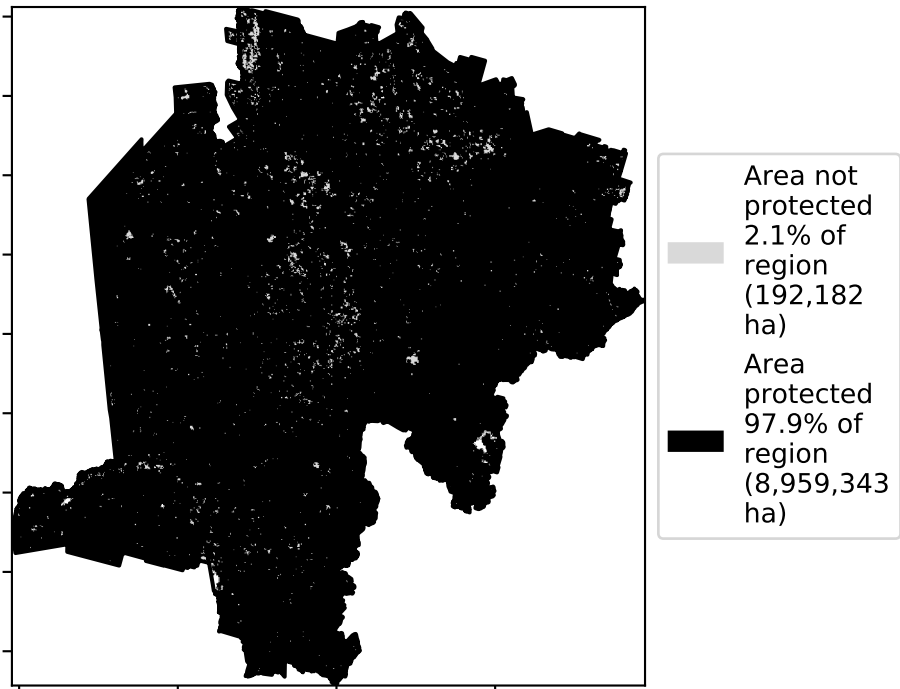 Area not
protected
2.1% of
region
(192,182
ha)
Area
protected
97.9% of
region
(8,959,343
ha)